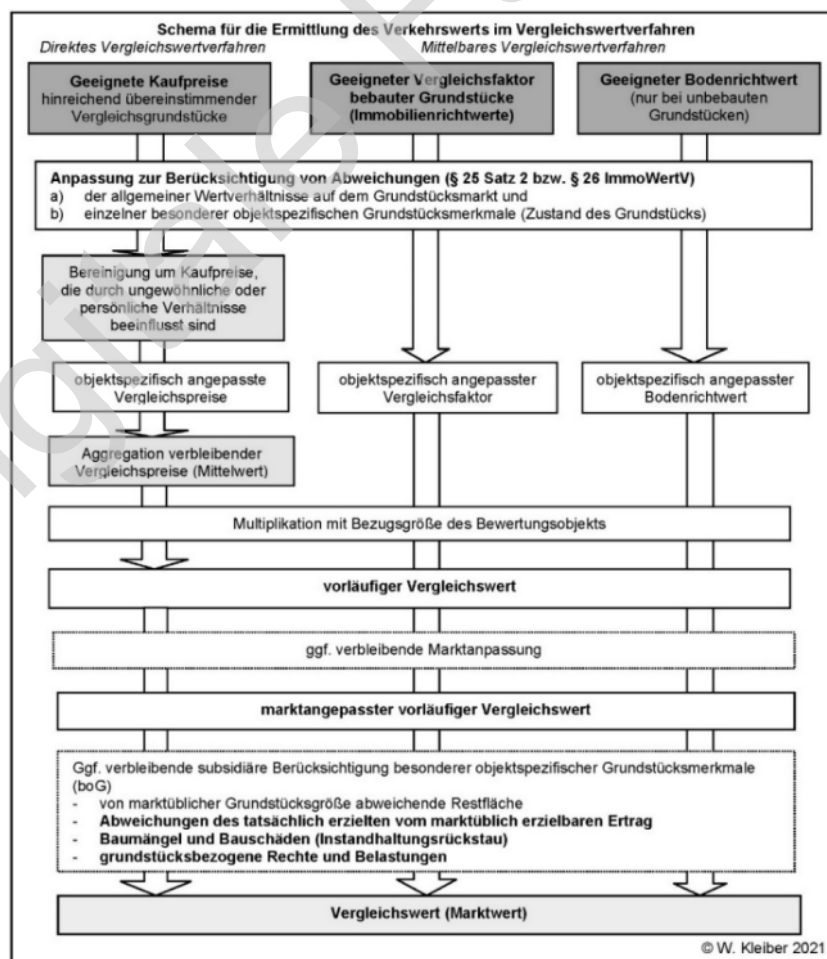 Schema für die Ermittlung des Verkehrswerts im Vergleichswertverfahren
Direktes Vergleichswertverfahren
Mittelbares Vergleichswertverfahren
Geeignete Kaufpreise
hinreichend übereinstimmender
Vergleichsgrundstücke
Geeigneter Vergleichsfaktor
bebauter Grundstücke
(Immobilienrichtwerte)
Geeigneter Bodenrichtwert
(nur bei unbebauten
Grundstücken)
Anpassung zur Berücksichtigung von Abweichungen (§ 25 Satz 2 bzw. § 26 ImmoWertV)
a) der allgemeiner Wertverhältnisse auf dem Grundstücksmarkt und
b) einzelner besonderer objektspezifischen Grundstücksmerkmale (Zustand des Grundstücks)
Bereinigung um Kaufpreise,
die durch ungewöhnliche oder
persönliche Verhältnisse
beeinflusst sind
objektspezifisch angepasste
Vergleichspreise
objektspezifisch angepasster
Vergleichsfaktor
objektspezifisch angepasster
Bodenrichtwert
Aggregation verbleibender
Vergleichspreise (Mittelwert)
Multiplikation mit Bezugsgröße des Bewertungsobjekts
vorläufiger Vergleichswert
ggf. verbleibende Marktanpassung
marktangepasster vorläufiger Vergleichswert
Ggf. verbleibende subsidiäre Berücksichtigung besonderer objektspezifischer Grundstücksmerkmale
(boG)
- von marktüblicher Grundstücksgröße abweichende Restfläche
- Abweichungen des tatsächlich erzielten vom marktüblich erzielbaren Ertrag
- Baumängel und Bauschäden (Instandhaltungsrückstau)
- grundstücksbezogene Rechte und Belastungen
Vergleichswert (Marktwert)
© W. Kleiber 2021